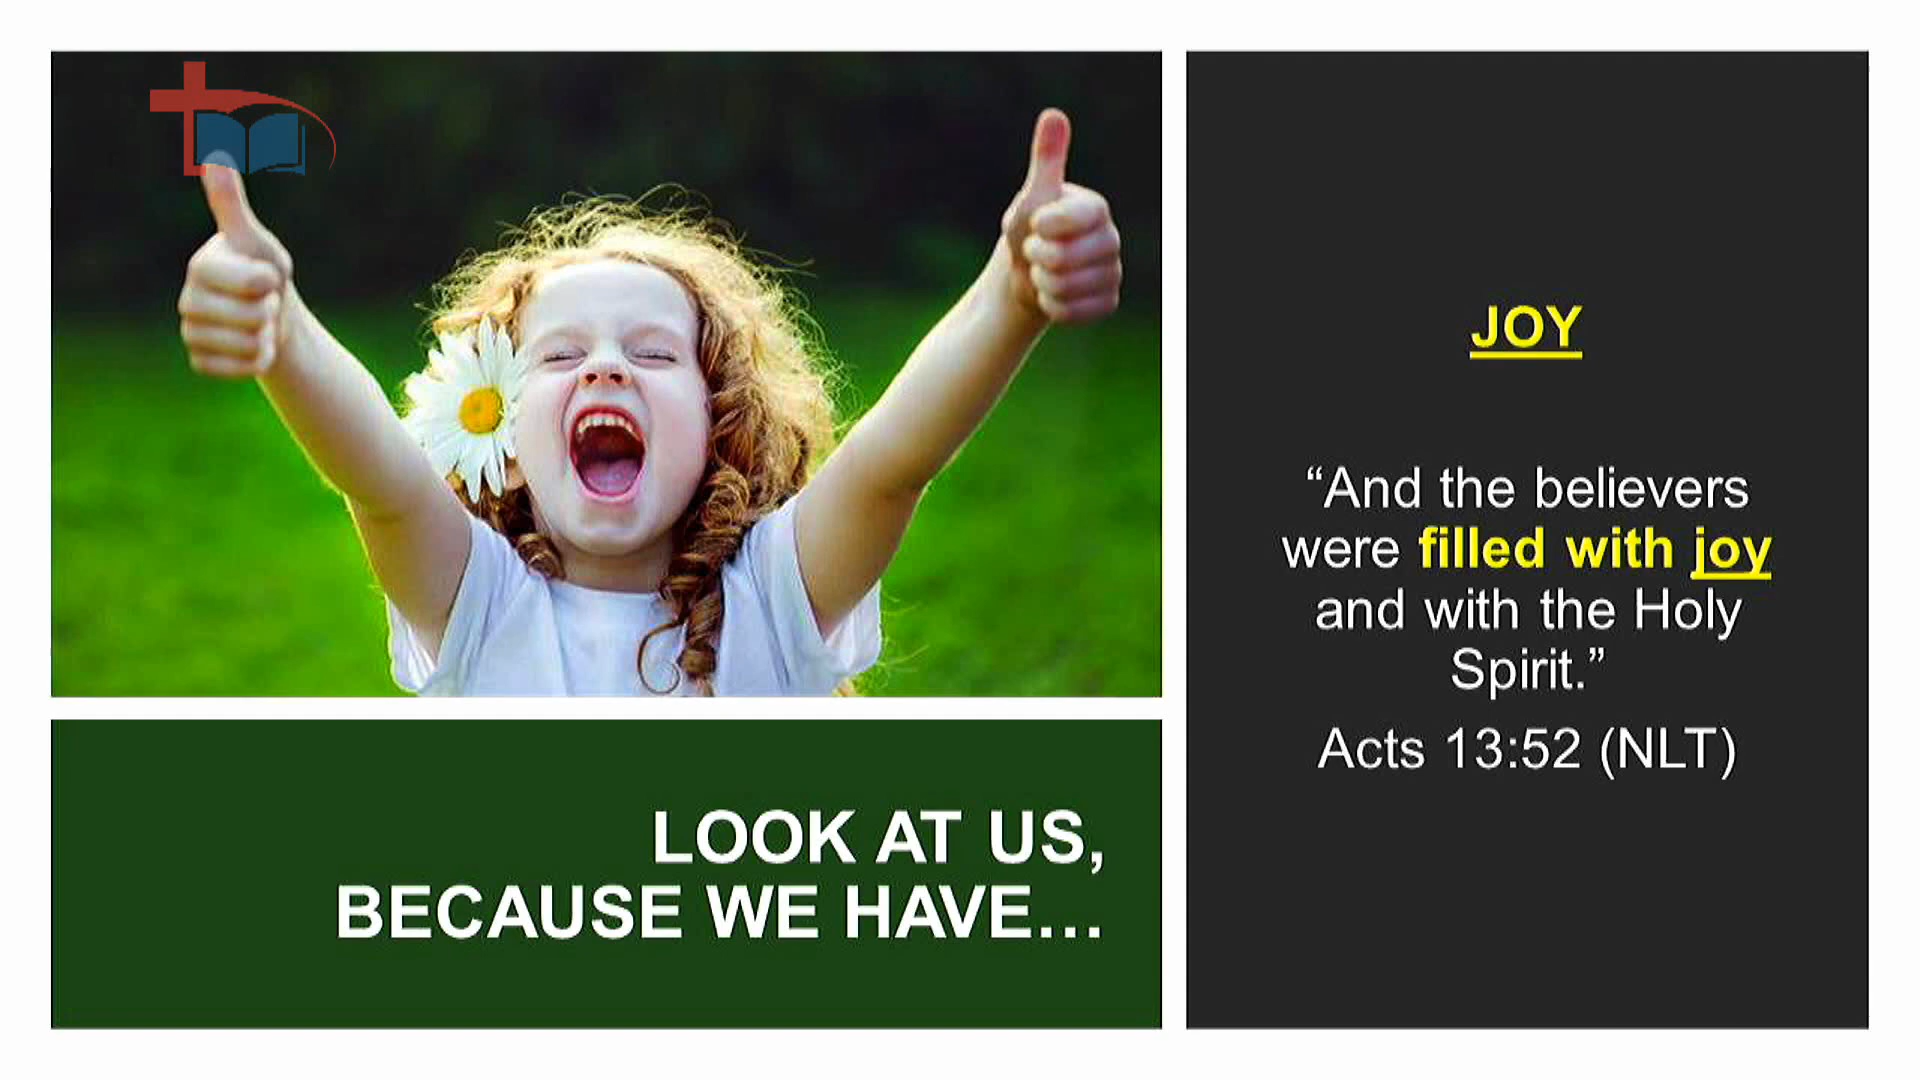 LOOK AT US,
BECAUSE WE HAVE…
JOY
“And the believers
were filled with joy
and with the Holy
Spirit.”
Acts 13:52 (NLT)